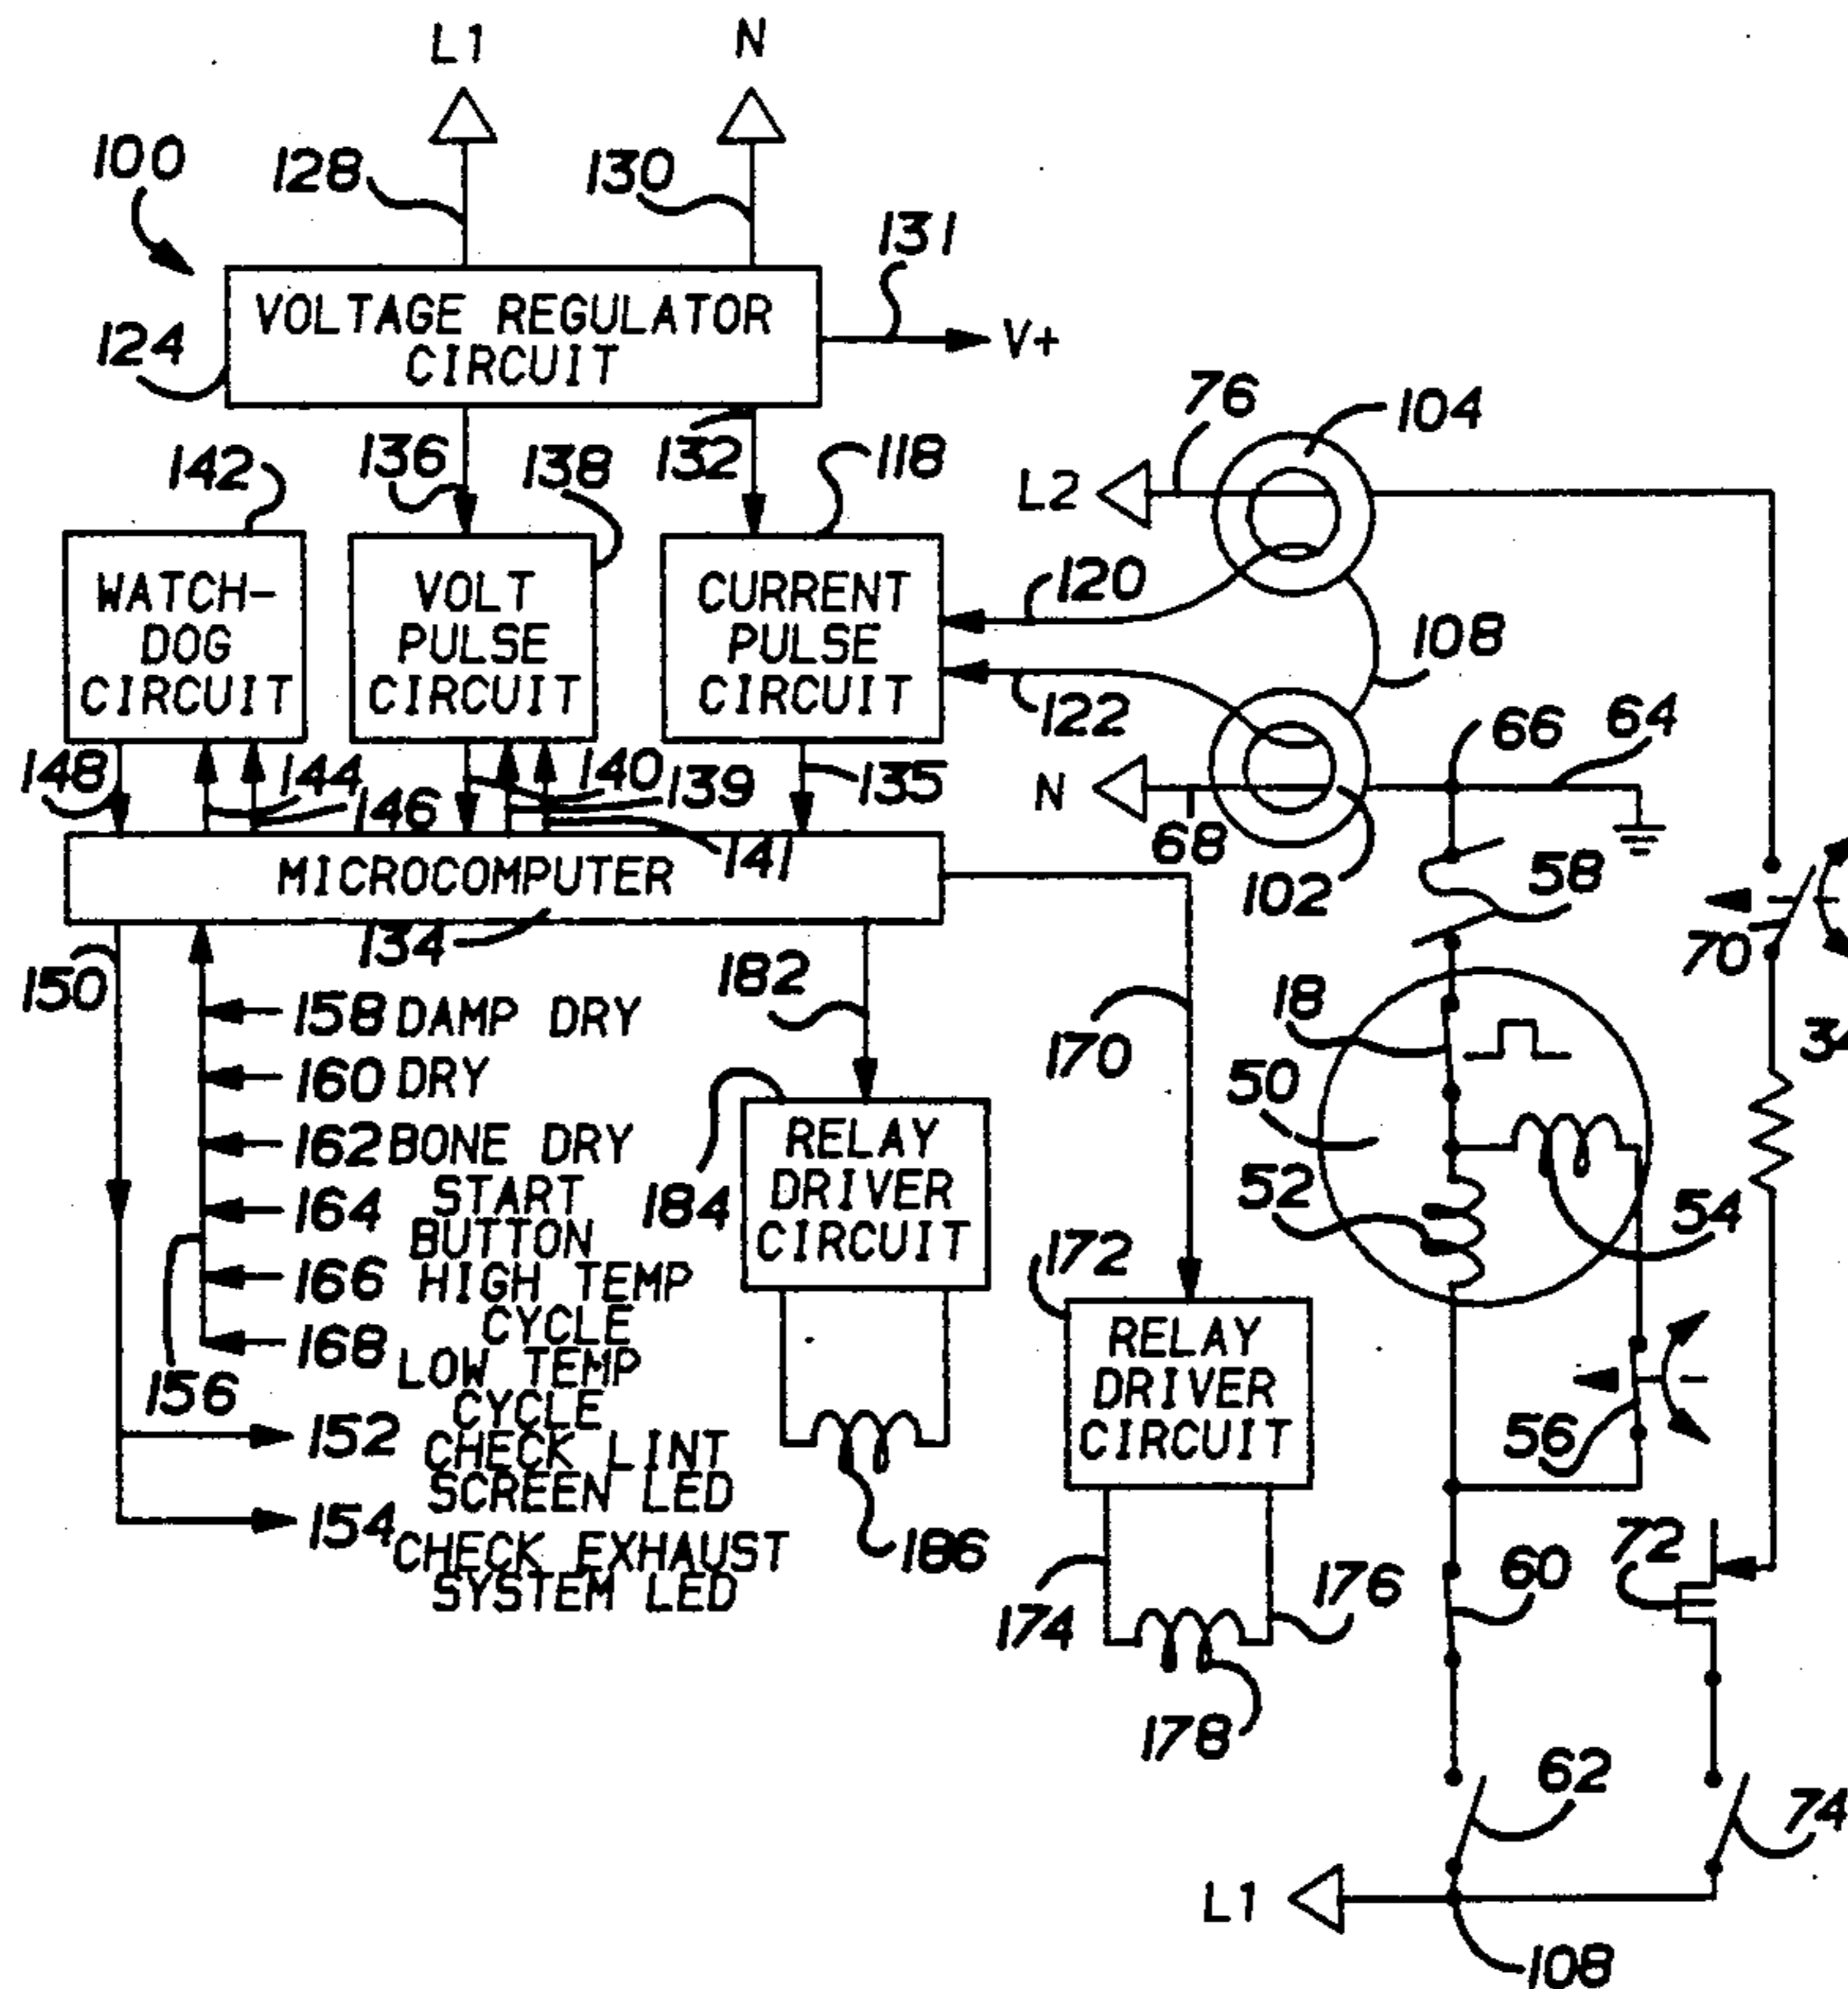 L1 N
100 128 130
131
VOLTAGE REGULATOR
CIRCUIT
V+
124
76 104
142 136 138 132 118
L2
WATCH-
DOG
CIRCUIT
VOLT
PULSE
CIRCUIT
CURRENT
PULSE
CIRCUIT
120
108
122
66 64
148 144 146 140 139 135
N
68
141
MICROCOMPUTER
102
58
134
70
150
182
158 DAMP DRY
18
170
34
160 DRY
50
162 BONE DRY
RELAY
DRIVER
CIRCUIT
52
164 START
BUTTON
184
54
172
166 HIGH TEMP
CYCLE
168 LOW TEMP
CYCLE
RELAY
DRIVER
CIRCUIT
156
152 CHECK LINT
SCREEN LED
56
154 CHECK EXHAUST
SYSTEM LED
186
72
60
174 176
178
62
74
L1
108